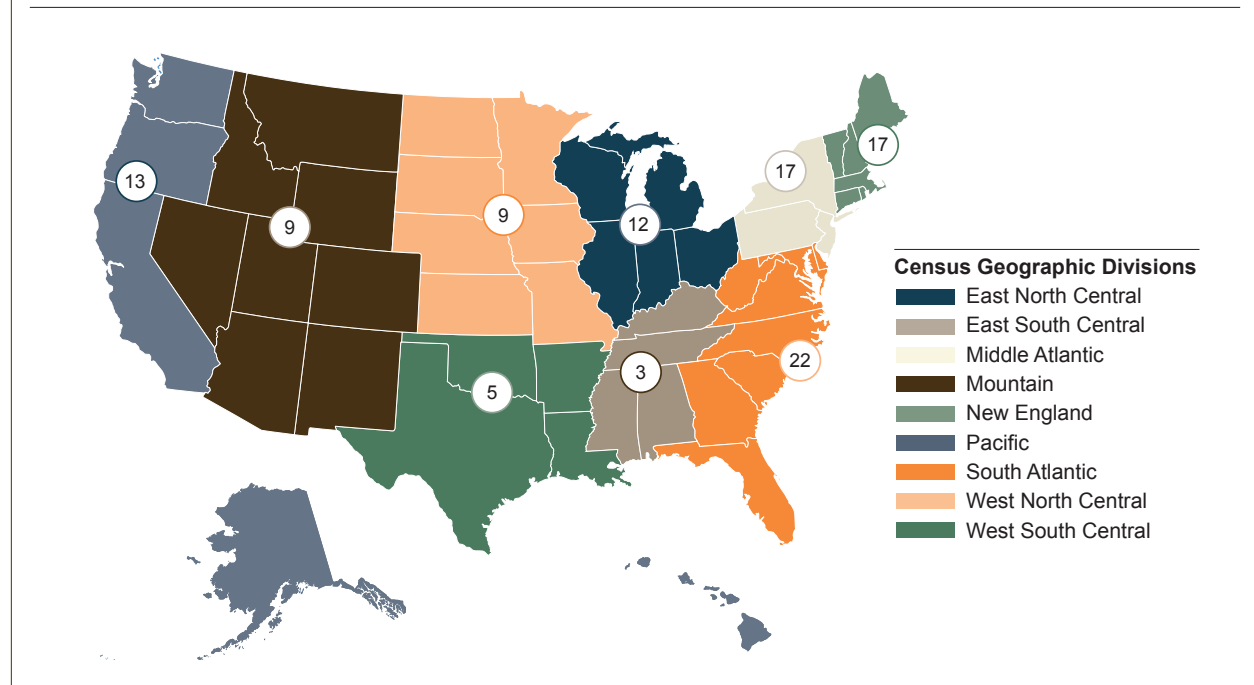 17
17
13
9
9
12
22
3
5
Census Geographic Divisions
East North Central
East South Central
Middle Atlantic
Mountain
New England
Pacific
South Atlantic
West North Central
West South Central